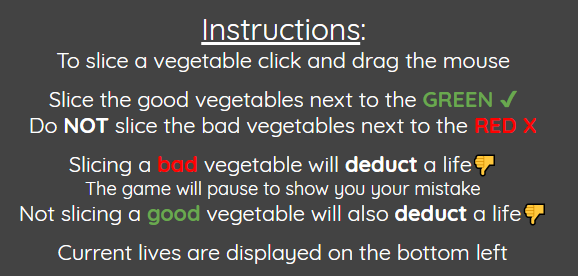 Instructions:
To slice a vegetable click and drag the mouse
Slice the good vegetables next to the GREEN ✓
Do NOT slice the bad vegetables next to the RED X
Slicing a bad vegetable will deduct a life👎
The game will pause to show you your mistake
Not slicing a good vegetable will also deduct a life👎
Current lives are displayed on the bottom left